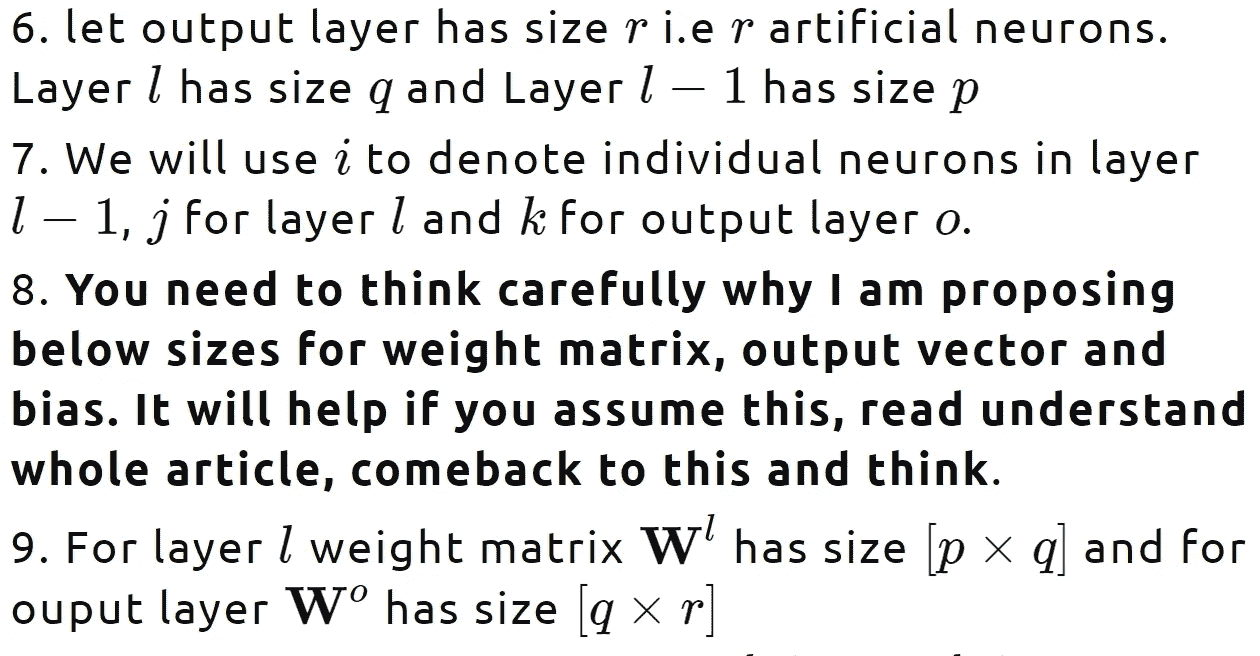 6. let output layer has size r i.e r artificial neurons.
Layer l has size q and Layer l − 1 has size p
7. We will use i to denote individual neurons in layer
l − 1, j for layer l and k for output layer o.
8. You need to think carefully why I am proposing
below sizes for weight matrix, output vector and
bias. It will help if you assume this, read understand
whole article, comeback to this and think.
9. For layer l weight matrix W^l has size [p × q] and for
ouput layer W^o has size [q × r]